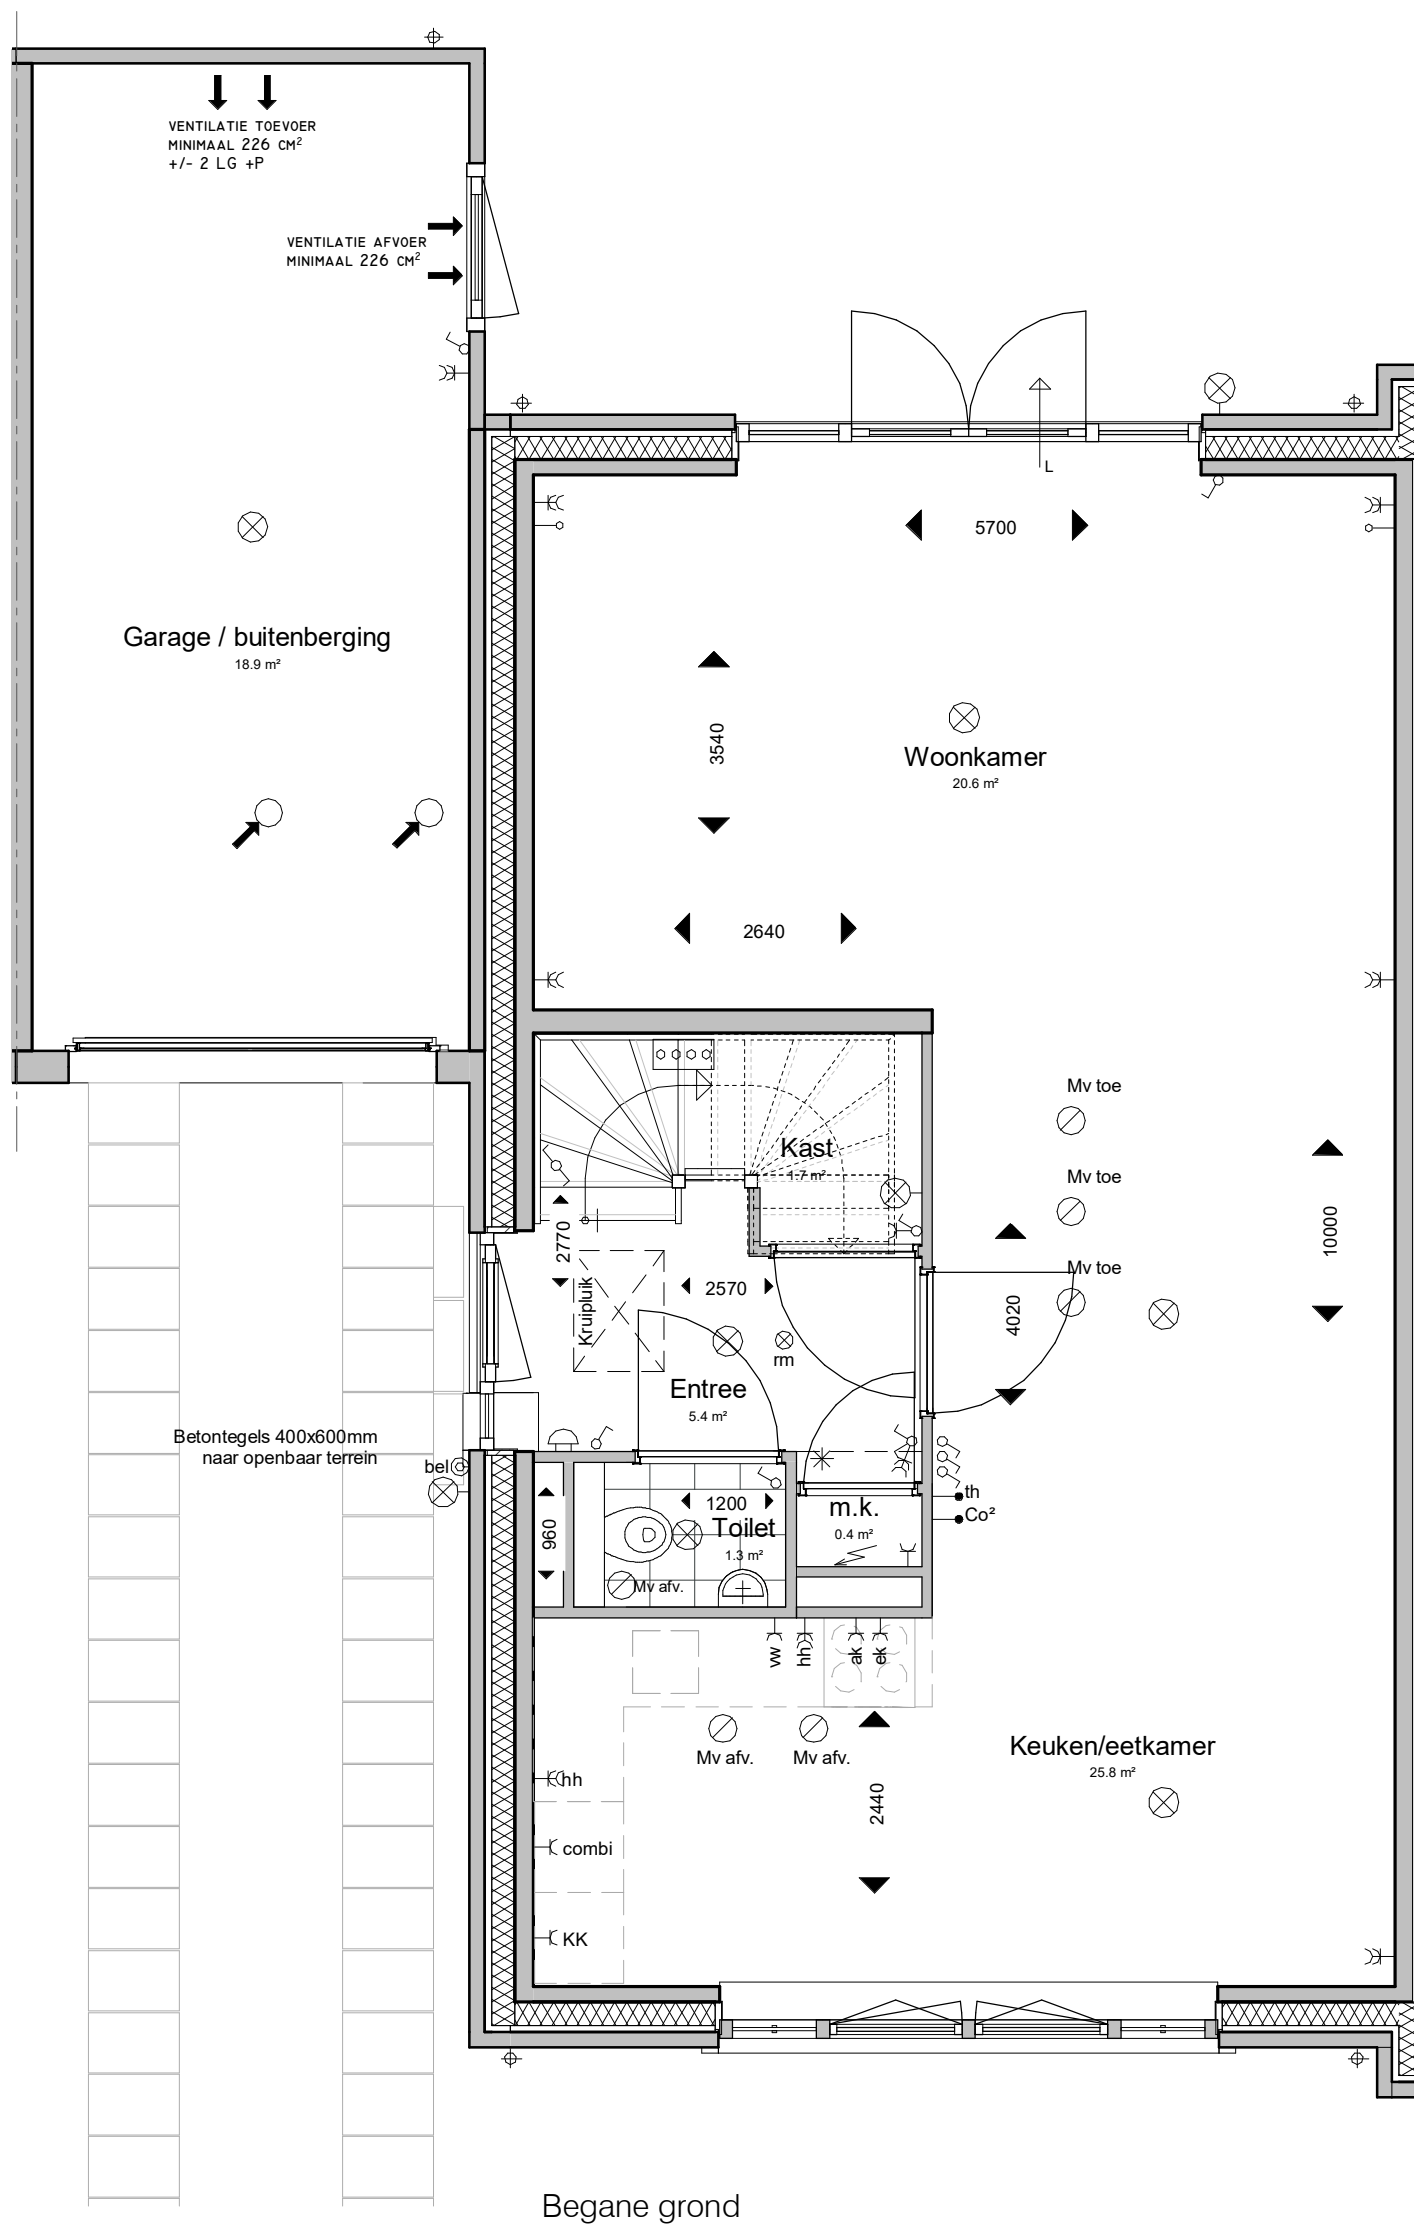 VENTILATIE TOEVOER
MINIMAAL 226 CM²
+/- 2 LG +P
VENTILATIE AFVOER
MINIMAAL 226 CM²
L
5700
Garage / buitenberging
18.9 m²
3540
Woonkamer
20.6 m²
2640
Mv toe
Kast
1.7 m²
Mv toe
10000
2770
Mv toe
Kruipluik
2570
4020
rm
Entree
5.4 m²
Betontegels 400x600mm
naar openbaar terrein
bel
th
Co²
960
1200
Toilet
1.3 m²
m.k.
0.4 m²
Mv afv.
vw
hh
ak
ek
Mv afv.
Mv afv.
Keuken/eetkamer
25.8 m²
hh
2440
combi
KK
Begane grond